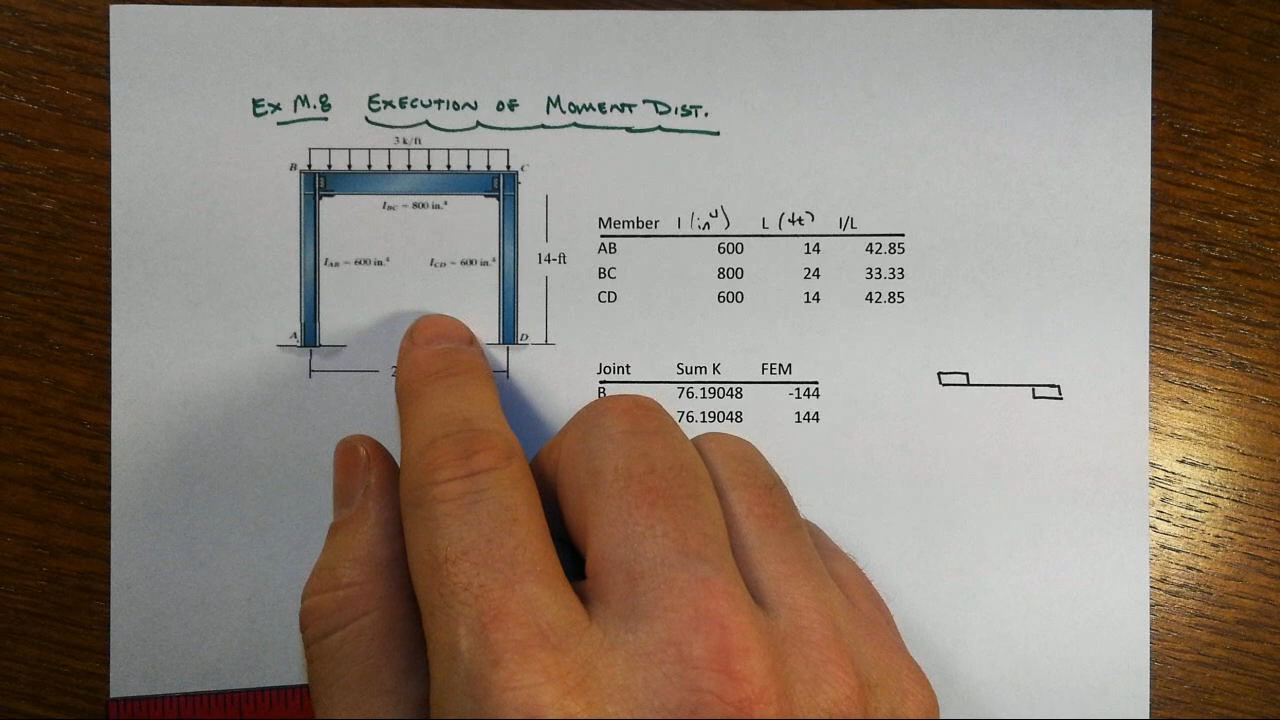 Ex M.8 EXECUTION OF MOMENT DIST.
3 k/ft
B C
I_BC = 800 in.⁴
I_AB = 600 in.⁴ I_CD = 600 in.⁴
14-ft
A D
2
Member I (in⁴) L (ft) I/L
AB 600 14 42.85
BC 800 24 33.33
CD 600 14 42.85
Joint Sum K FEM
B 76.19048 -144
76.19048 144